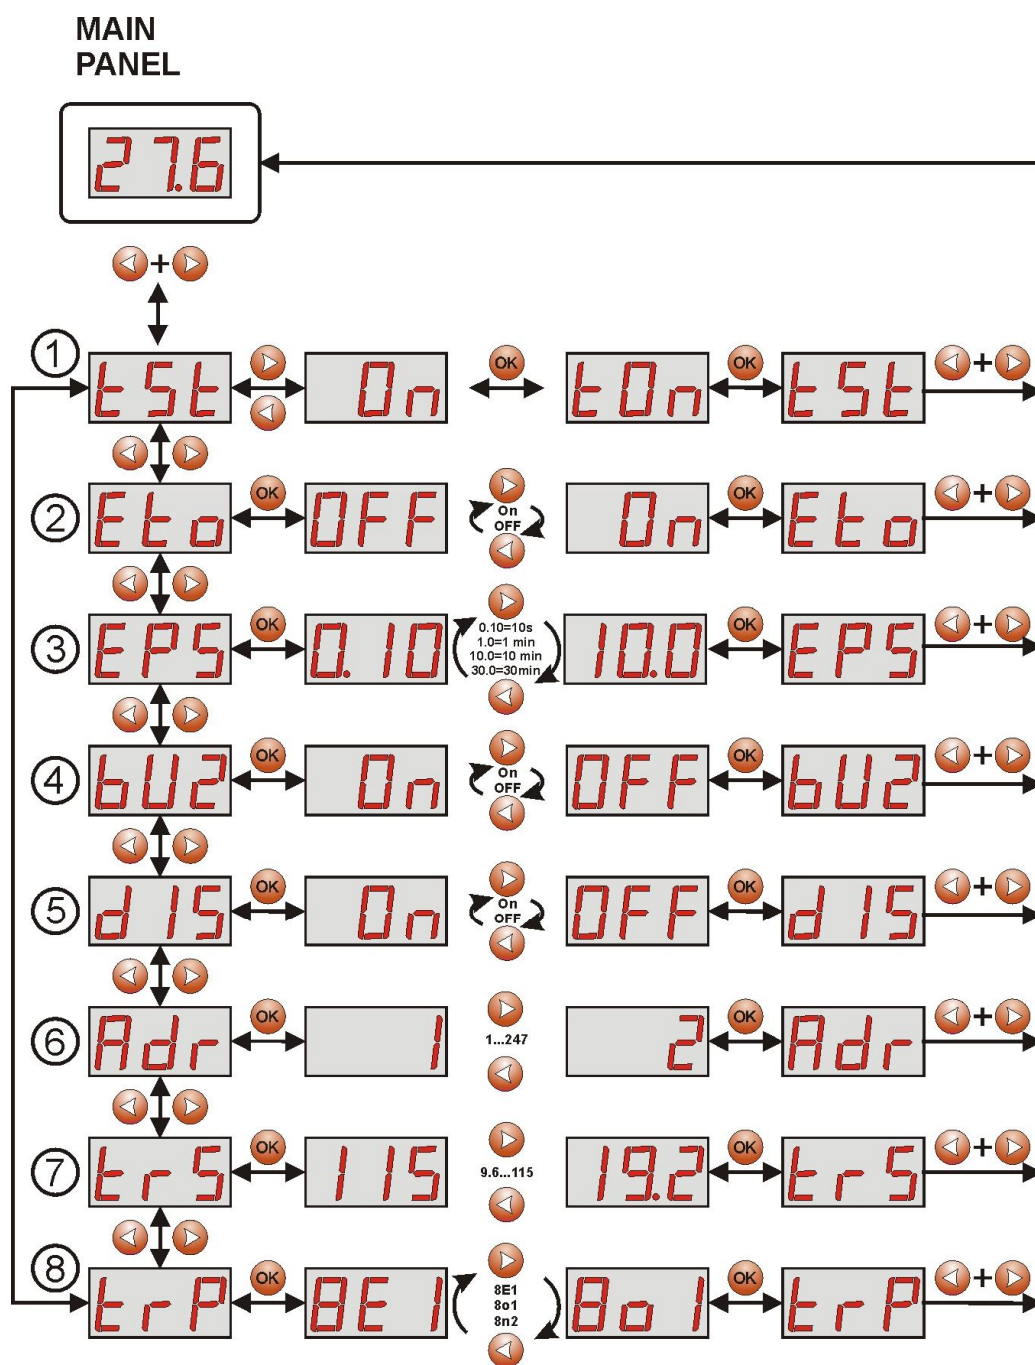 MAIN
PANEL
27.6
+
1
tSt
On
OK
tOn
OK
tSt
+
2
Eto
OK
OFF
On
OFF
On
OK
Eto
+
3
EPS
OK
0.10
0.10=10s
1.0=1 min
10.0=10 min
30.0=30min
10.0
OK
EPS
+
4
bU2
OK
On
On
OFF
OFF
OK
bU2
+
5
d1S
OK
On
On
OFF
OFF
OK
d1S
+
6
Adr
OK
1
1...247
2
OK
Adr
+
7
trS
OK
115
9.6...115
19.2
OK
trS
+
8
trP
OK
8E1
8E1
8o1
8n2
8o1
OK
trP
+